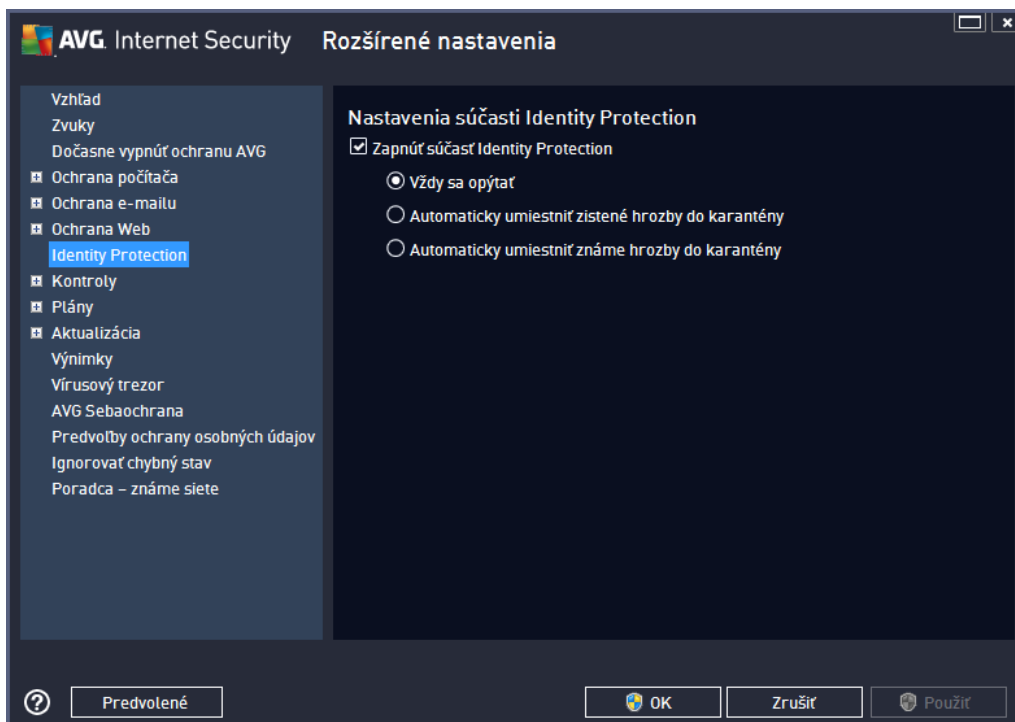 AVG. Internet Security Rozšírené nastavenia
Vzhľad
Zvuky
Dočasne vypnúť ochranu AVG
Ochrana počítača
Ochrana e-mailu
Ochrana Web
Identity Protection
Kontroly
Plány
Aktualizácia
Výnimky
Vírusový trezor
AVG Sebaochrana
Predvoľby ochrany osobných údajov
Ignorovať chybný stav
Poradca – známe siete
Nastavenia súčasti Identity Protection
Zapnúť súčasť Identity Protection
Vždy sa opýtať
Automaticky umiestniť zistené hrozby do karantény
Automaticky umiestniť známe hrozby do karantény
? Predvolené OK Zrušiť Použiť